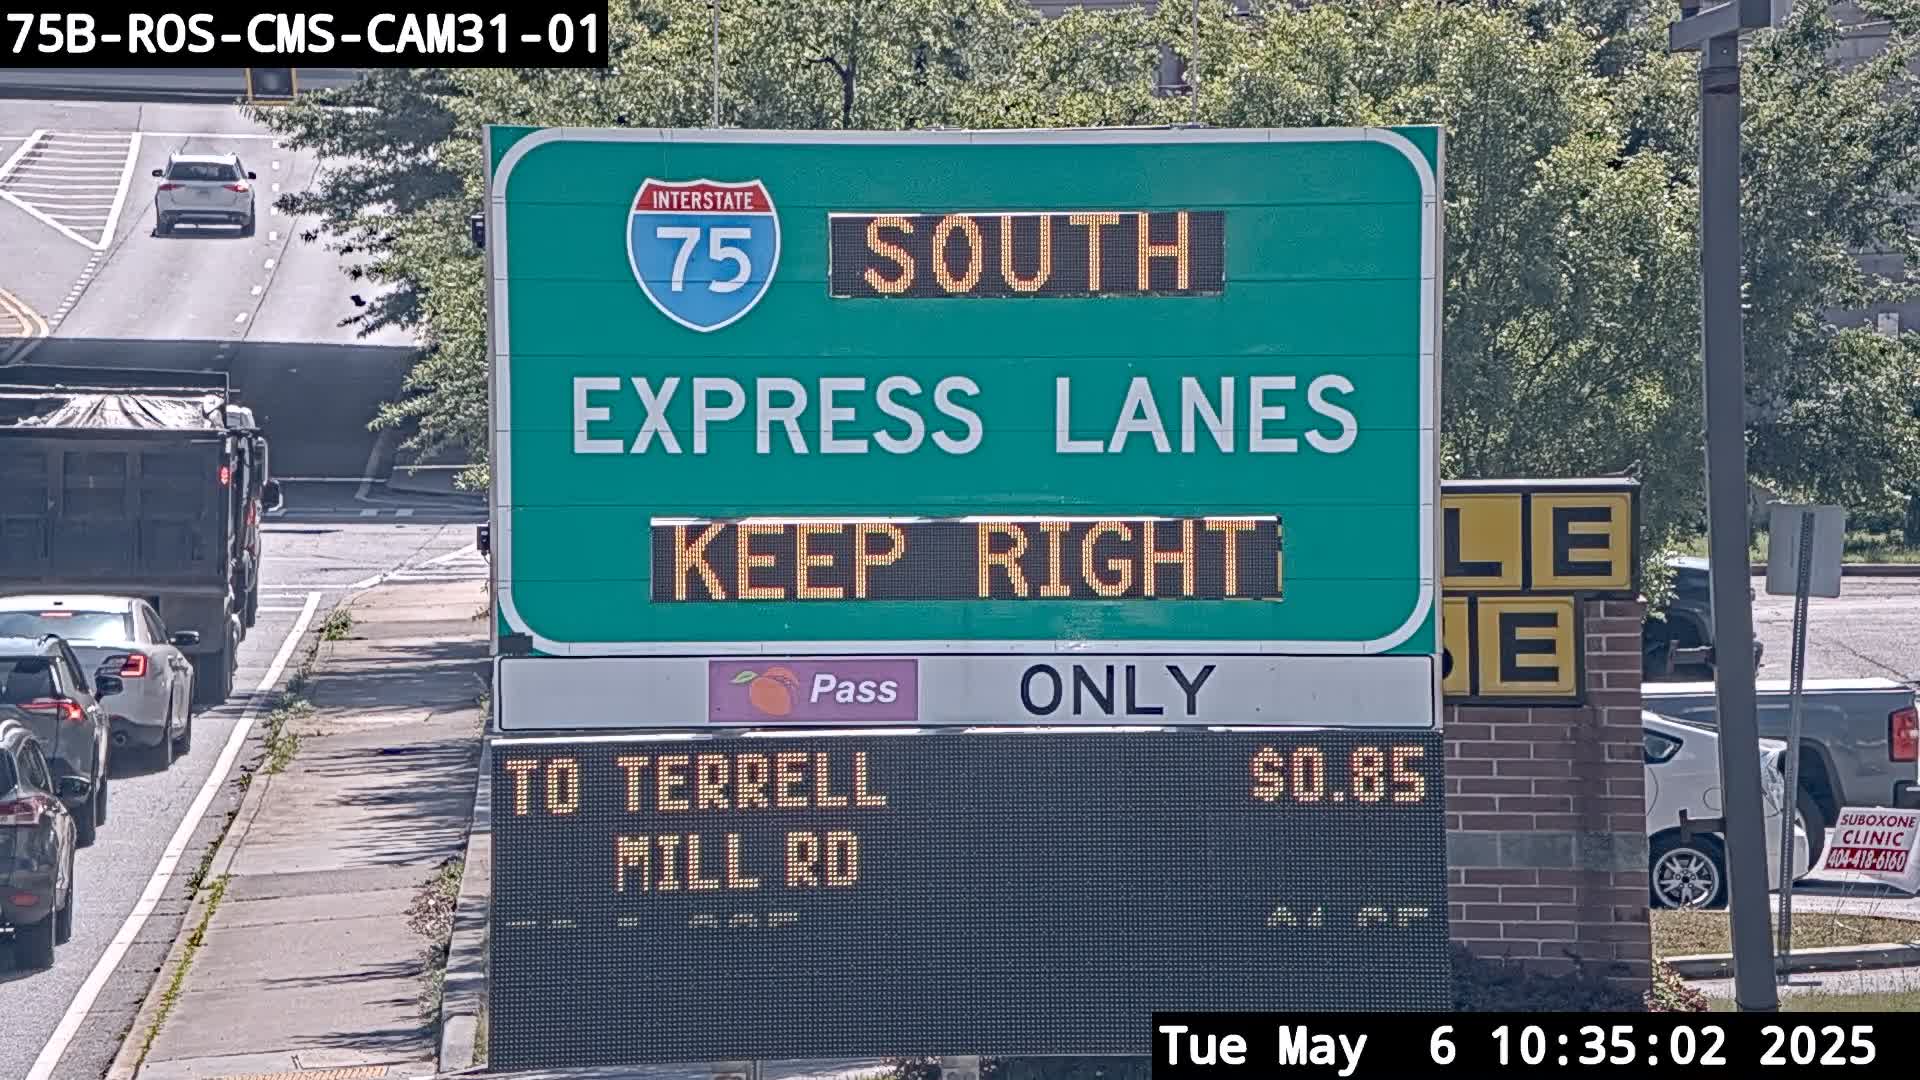 75B-ROS-CMS-CAM31-01
INTERSTATE
75
SOUTH
EXPRESS LANES
KEEP RIGHT
Pass ONLY
TO TERRELL $0.85
MILL RD
LE
E
SUBOXONE
CLINIC
404-418-6160
Tue May 6 10:35:02 2025